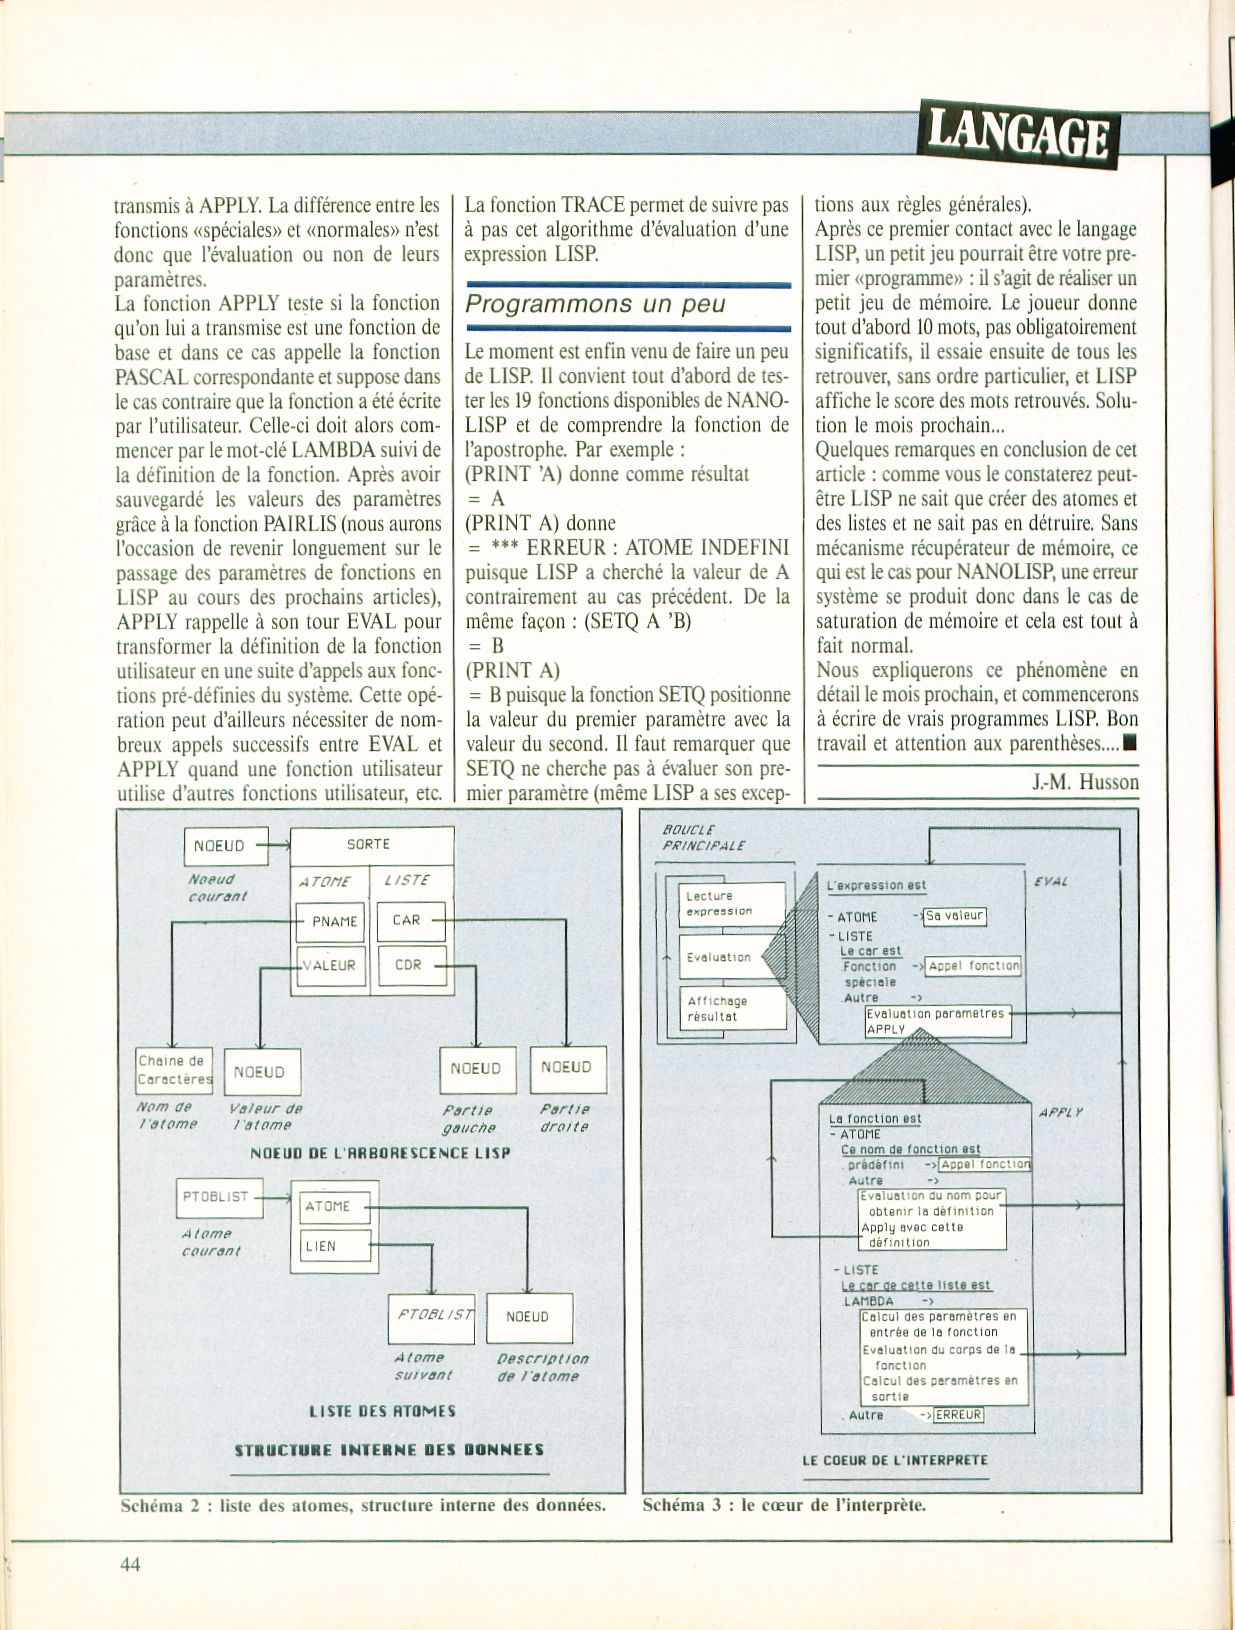 LANGAGE
transmis à APPLY. La différence entre les
fonctions «spéciales» et «normales» n'est
donc que l'évaluation ou non de leurs
paramètres.
La fonction APPLY teste si la fonction
qu'on lui a transmise est une fonction de
base et dans ce cas appelle la fonction
PASCAL correspondante et suppose dans
le cas contraire que la fonction a été écrite
par l'utilisateur. Celle-ci doit alors com-
mencer par le mot-clé LAMBDA suivi de
la définition de la fonction. Après avoir
sauvegardé les valeurs des paramètres
grâce à la fonction PAIRLIS (nous aurons
l'occasion de revenir longuement sur le
passage des paramètres de fonctions en
LISP au cours des prochains articles),
APPLY rappelle à son tour EVAL pour
transformer la définition de la fonction
utilisateur en une suite d'appels aux fonc-
tions pré-définies du système. Cette opé-
ration peut d'ailleurs nécessiter de nom-
breux appels successifs entre EVAL et
APPLY quand une fonction utilisateur
utilise d'autres fonctions utilisateur, etc.
La fonction TRACE permet de suivre pas
à pas cet algorithme d'évaluation d'une
expression LISP.
Programmons un peu
Le moment est enfin venu de faire un peu
de LISP. Il convient tout d'abord de tes-
ter les 19 fonctions disponibles de NANO-
LISP et de comprendre la fonction de
l'apostrophe. Par exemple :
(PRINT 'A) donne comme résultat
= A
(PRINT A) donne
= *** ERREUR : ATOME INDEFINI
puisque LISP a cherché la valeur de A
contrairement au cas précédent. De la
même façon : (SETQ A 'B)
= B
(PRINT A)
= B puisque la fonction SETQ positionne
la valeur du premier paramètre avec la
valeur du second. Il faut remarquer que
SETQ ne cherche pas à évaluer son pre-
mier paramètre (même LISP a ses excep-
tions aux règles générales).
Après ce premier contact avec le langage
LISP, un petit jeu pourrait être votre pre-
mier «programme» : il s'agit de réaliser un
petit jeu de mémoire. Le joueur donne
tout d'abord 10 mots, pas obligatoirement
significatifs, il essaie ensuite de tous les
retrouver, sans ordre particulier, et LISP
affiche le score des mots retrouvés. Solu-
tion le mois prochain...
Quelques remarques en conclusion de cet
article : comme vous le constaterez peut-
être LISP ne sait que créer des atomes et
des listes et ne sait pas en détruire. Sans
mécanisme récupérateur de mémoire, ce
qui est le cas pour NANOLISP, une erreur
système se produit donc dans le cas de
saturation de mémoire et cela est tout à
fait normal.
Nous expliquerons ce phénomène en
détail le mois prochain, et commencerons
à écrire de vrais programmes LISP. Bon
travail et attention aux parenthèses.... ■
J.-M. Husson
NOEUD
SORTE
Noeud
courant
ATOME LISTE
PNAME CAR
VALEUR CDR
Chaine de
Caractères
NOEUD
NOEUD
NOEUD
Nom de
l'atome
Valeur de
l'atome
Partie
gauche
Partie
droite
NOEUD DE L'ARBORESCENCE LISP
PTOBLIST
ATOME
LIEN
Atome
courant
PTOBLIST
NOEUD
Atome
suivant
Description
de l'atome
LISTE DES ATOMES
STRUCTURE INTERNE DES DONNEES
Schéma 2 : liste des atomes, structure interne des données.
BOUCLE
PRINCIPALE
Lecture
expression
Evaluation
Affichage
résultat
EVAL
L'expression est
- ATOME -> Sa valeur
- LISTE
Le car est
.Fonction -> Appel fonction
spéciale
.Autre ->
Evaluation parametres
APPLY
APPLY
La fonction est
- ATOME
Ce nom de fonction est
. prédéfini -> Appel fonction
. Autre ->
Evaluation du nom pour
obtenir la définition
Apply avec cette
définition
- LISTE
Le car de cette liste est
.LAMBDA ->
Calcul des paramètres en
entrée de la fonction
Evaluation du corps de la
fonction
Calcul des paramètres en
sortie
. Autre -> ERREUR
LE COEUR DE L'INTERPRETE
Schéma 3 : le cœur de l'interprète.
44